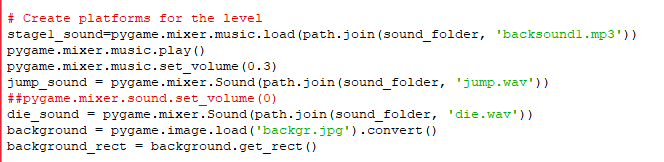 # Create platforms for the level
stage1_sound=pygame.mixer.music.load(path.join(sound_folder, 'backsound1.mp3'))
pygame.mixer.music.play()
pygame.mixer.music.set_volume(0.3)
jump_sound = pygame.mixer.Sound(path.join(sound_folder, 'jump.wav'))
##pygame.mixer.sound.set_volume(0)
die_sound = pygame.mixer.Sound(path.join(sound_folder, 'die.wav'))
background = pygame.image.load('backgr.jpg').convert()
background_rect = background.get_rect()